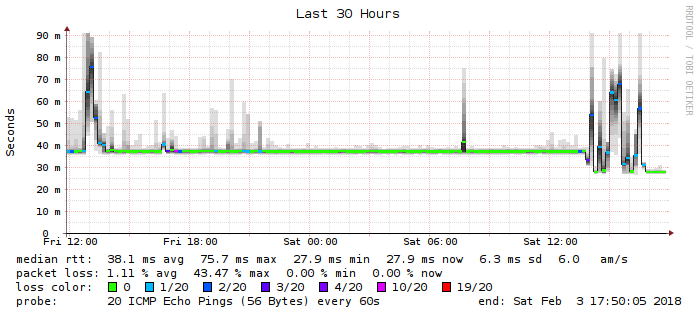 Last 30 Hours
RRDTOOL / TOBI OETIKER
Seconds
90 m
80 m
70 m
60 m
50 m
40 m
30 m
20 m
10 m
0
Fri 12:00 Fri 18:00 Sat 00:00 Sat 06:00 Sat 12:00
median rtt: 38.1 ms avg 75.7 ms max 27.9 ms min 27.9 ms now 6.3 ms sd 6.0 am/s
packet loss: 1.11 % avg 43.47 % max 0.00 % min 0.00 % now
loss color: 0 1/20 2/20 3/20 4/20 10/20 19/20
probe: 20 ICMP Echo Pings (56 Bytes) every 60s end: Sat Feb 3 17:50:05 2018